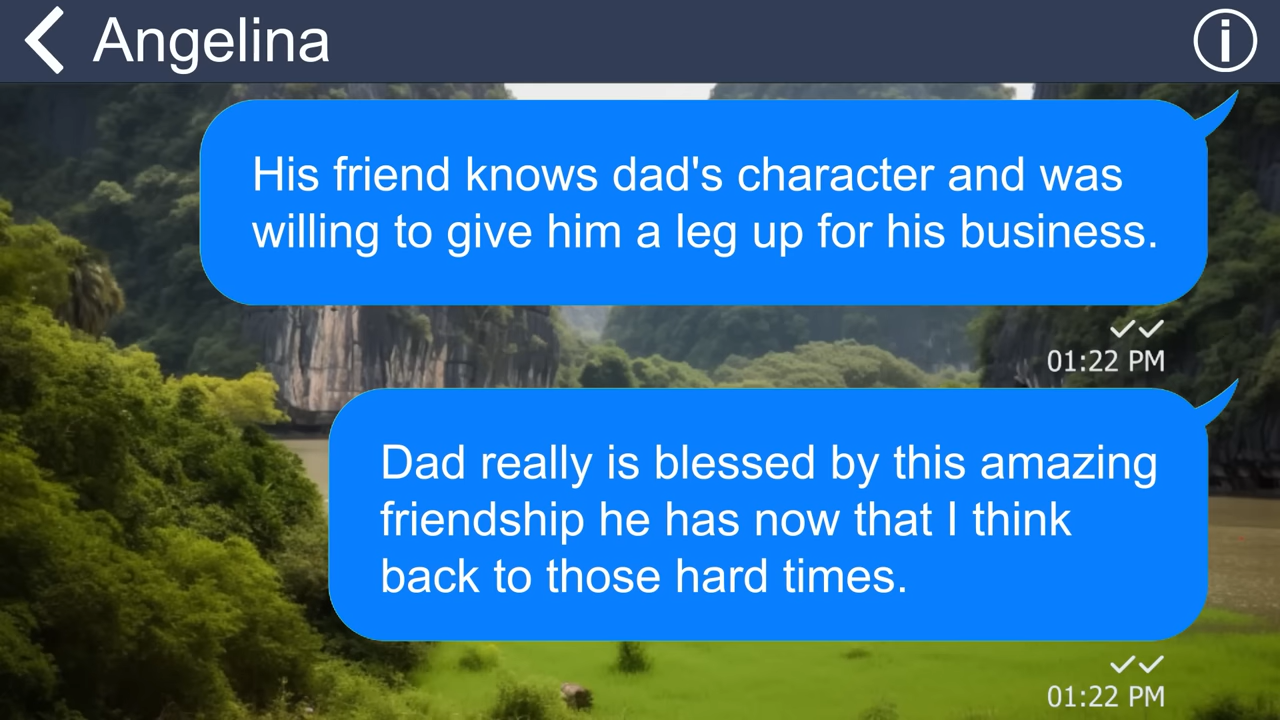 Angelina
His friend knows dad's character and was
willing to give him a leg up for his business.
01:22 PM
Dad really is blessed by this amazing
friendship he has now that I think
back to those hard times.
01:22 PM